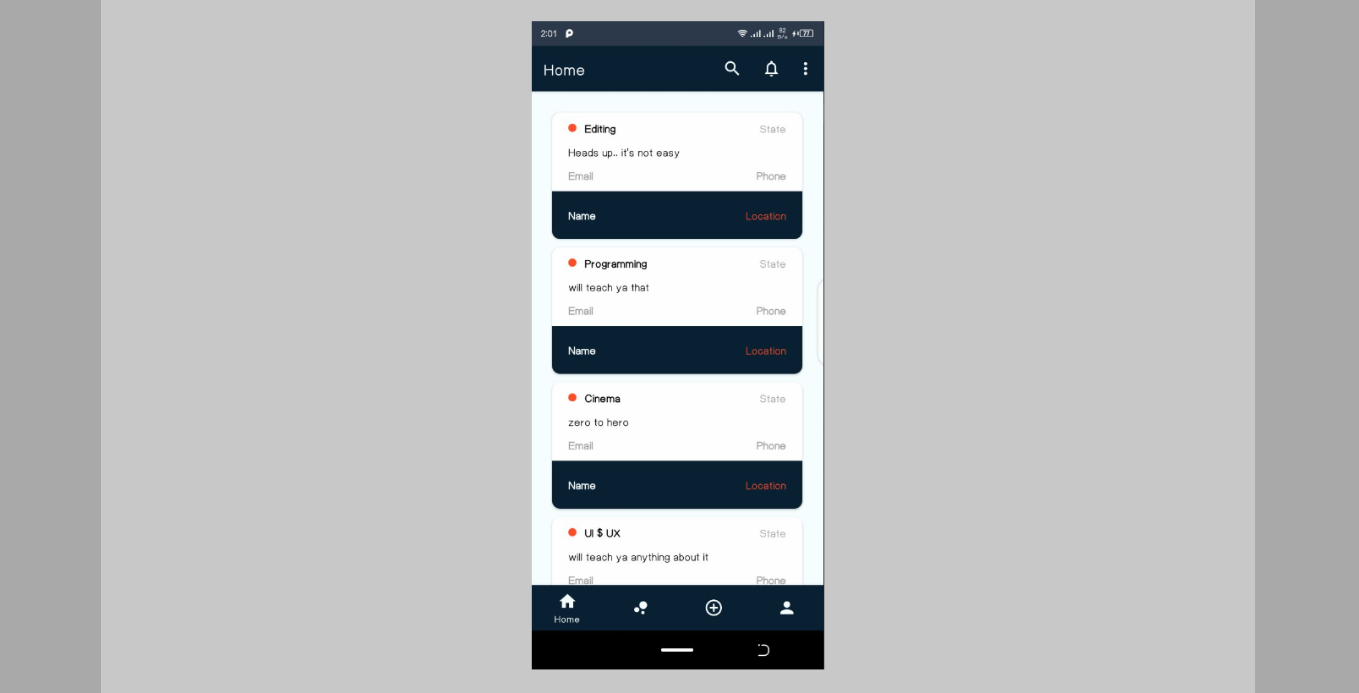 2:01
82
B/s
77
Home
Editing State
Heads up.. it's not easy
Email Phone
Name Location
Programming State
will teach ya that
Email Phone
Name Location
Cinema State
zero to hero
Email Phone
Name Location
UI $ UX State
will teach ya anything about it
Email Phone
Home